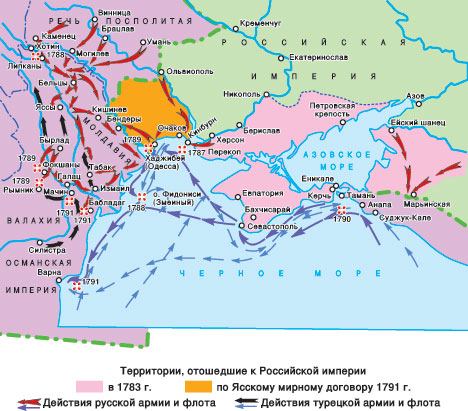 Винница
Кременчуг
РЕЧЬ ПОСПОЛИТАЯ
Каменец
Брацлав
Умань
РОССИЙСКАЯ
ИМПЕРИЯ
Хотин
1788
Могилев
Липканы
Ольвиополь
Екатеринослав
Бельцы
Никополь
Петровская
крепость
Азов
Яссы
Кишинев
Бендеры
Очаков
Кинбурн
Ейский шанец
МОЛДАВИЯ
1789
Херсон
Берислав
Бырлад
Хаджибей
(Одесса)
1787
Перекоп
АЗОВСКОЕ
МОРЕ
1789
Фокшаны
Табак
Еникале
1789
Галац
Измаил
о. Фидониси
(Змеиный)
Евпатория
Керчь
Тамань
Рымник
Мачин
Бахчисарай
Анапа
Марьинская
1791
1791
Бабладаг
1788
1790
Суджук-Кале
ВАЛАХИЯ
Севастополь
Силистра
ОСМАНСКАЯ
ИМПЕРИЯ
Варна
1791
ЧЕРНОЕ МОРЕ
Территории, отошедшие к Российской империи
в 1783 г.
по Ясскому мирному договору 1791 г.
Действия русской армии и флота
Действия турецкой армии и флота